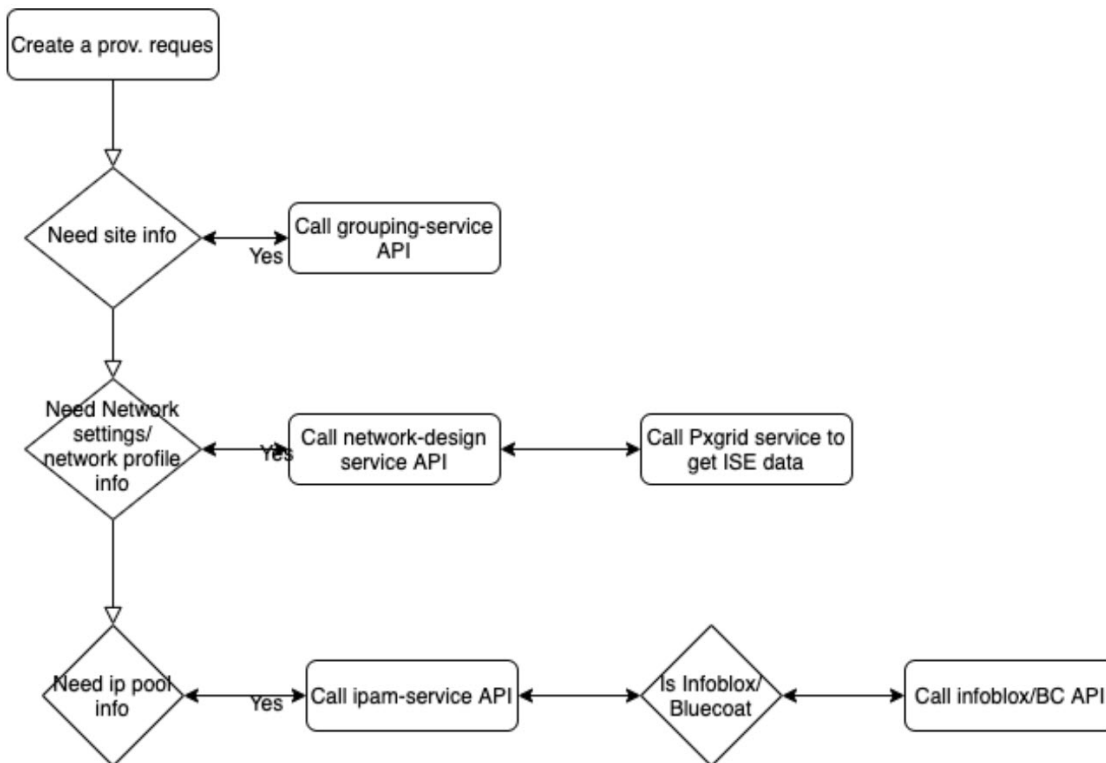 Create a prov. reques
Need site info
Yes
Call grouping-service
API
Need Network
settings/
network profile
info
Yes
Call network-design
service API
Call Pxgrid service to
get ISE data
Need ip pool
info
Yes
Call ipam-service API
Is Infoblox/
Bluecoat
Call infoblox/BC API